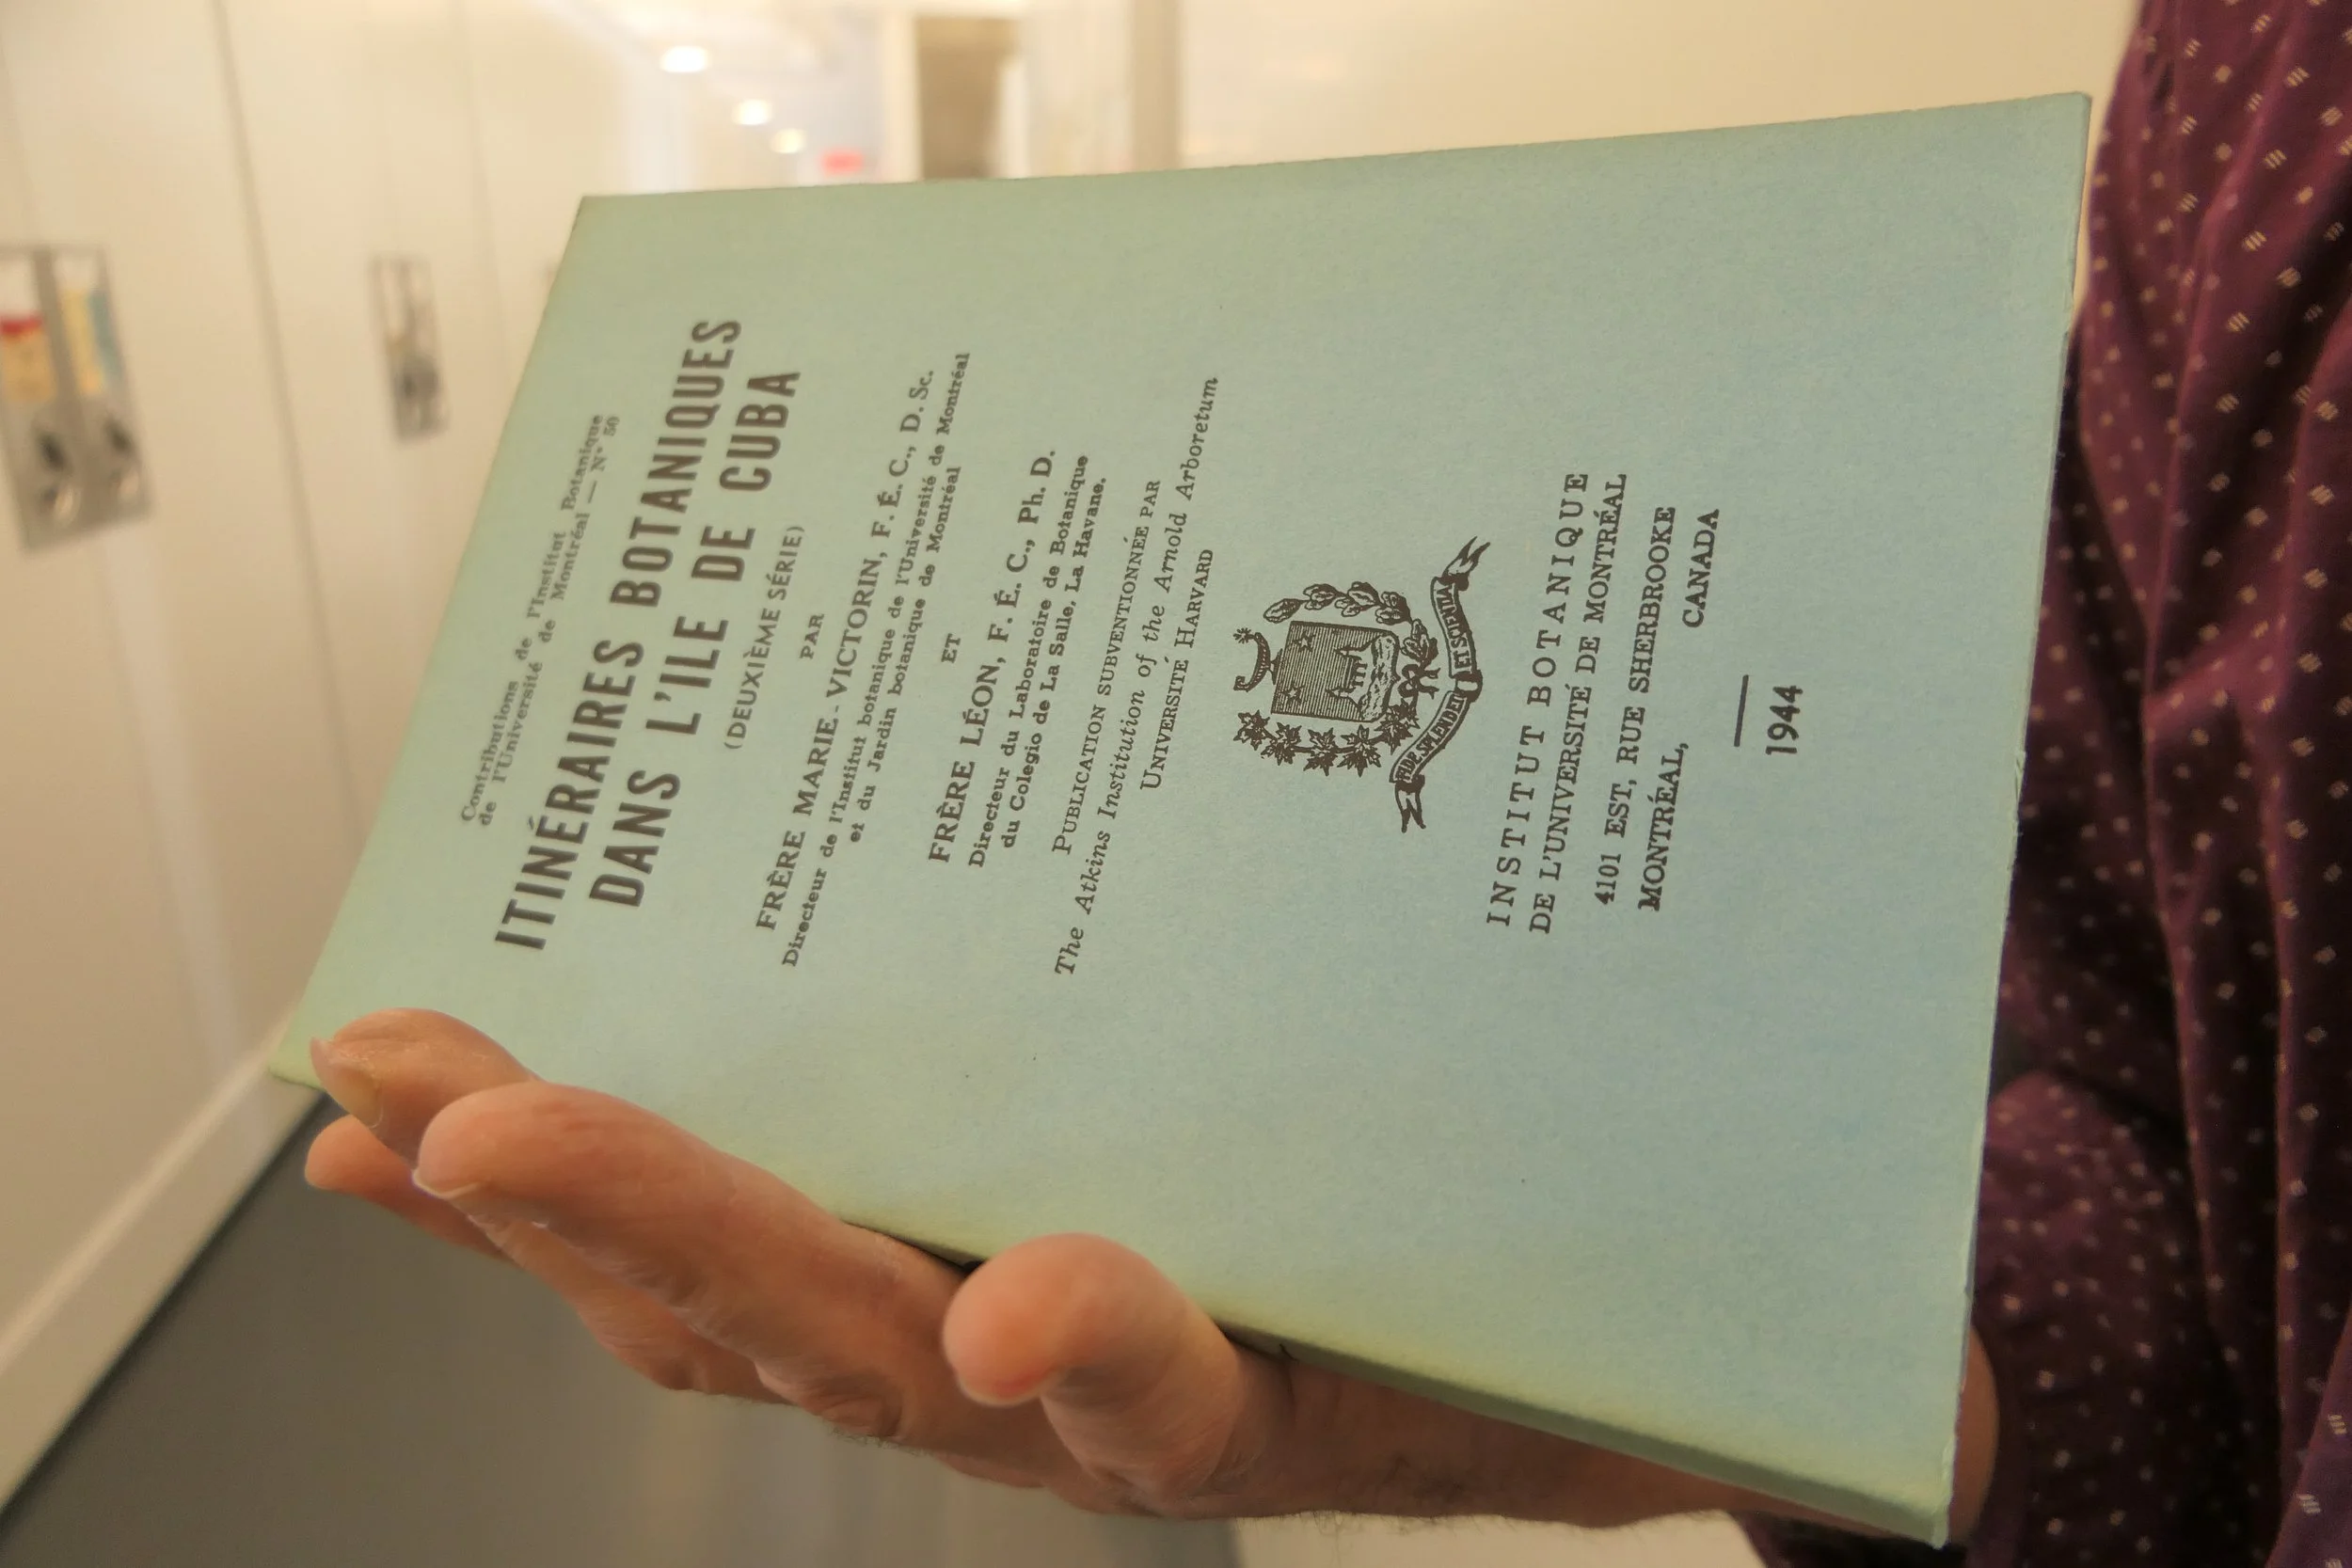 Contributions de l'Institut Botanique
de l'Université de Montréal — N° 50
ITINÉRAIRES BOTANIQUES
DANS L'ILE DE CUBA
(DEUXIÈME SÉRIE)
PAR
FRÈRE MARIE-VICTORIN, F. É. C., D. Sc.
Directeur de l'Institut botanique de l'Université de Montréal
et du Jardin botanique de Montréal
ET
FRÈRE LÉON, F. É. C., Ph. D.
Directeur du Laboratoire de Botanique
du Colegio de La Salle, La Havane.
PUBLICATION SUBVENTIONNÉE PAR
The Atkins Institution of the Arnold Arboretum
UNIVERSITÉ HARVARD
FIDE SPLENDET ET SCIENTIA
INSTITUT BOTANIQUE
DE L'UNIVERSITÉ DE MONTRÉAL
4101 EST, RUE SHERBROOKE
MONTRÉAL, CANADA
1944